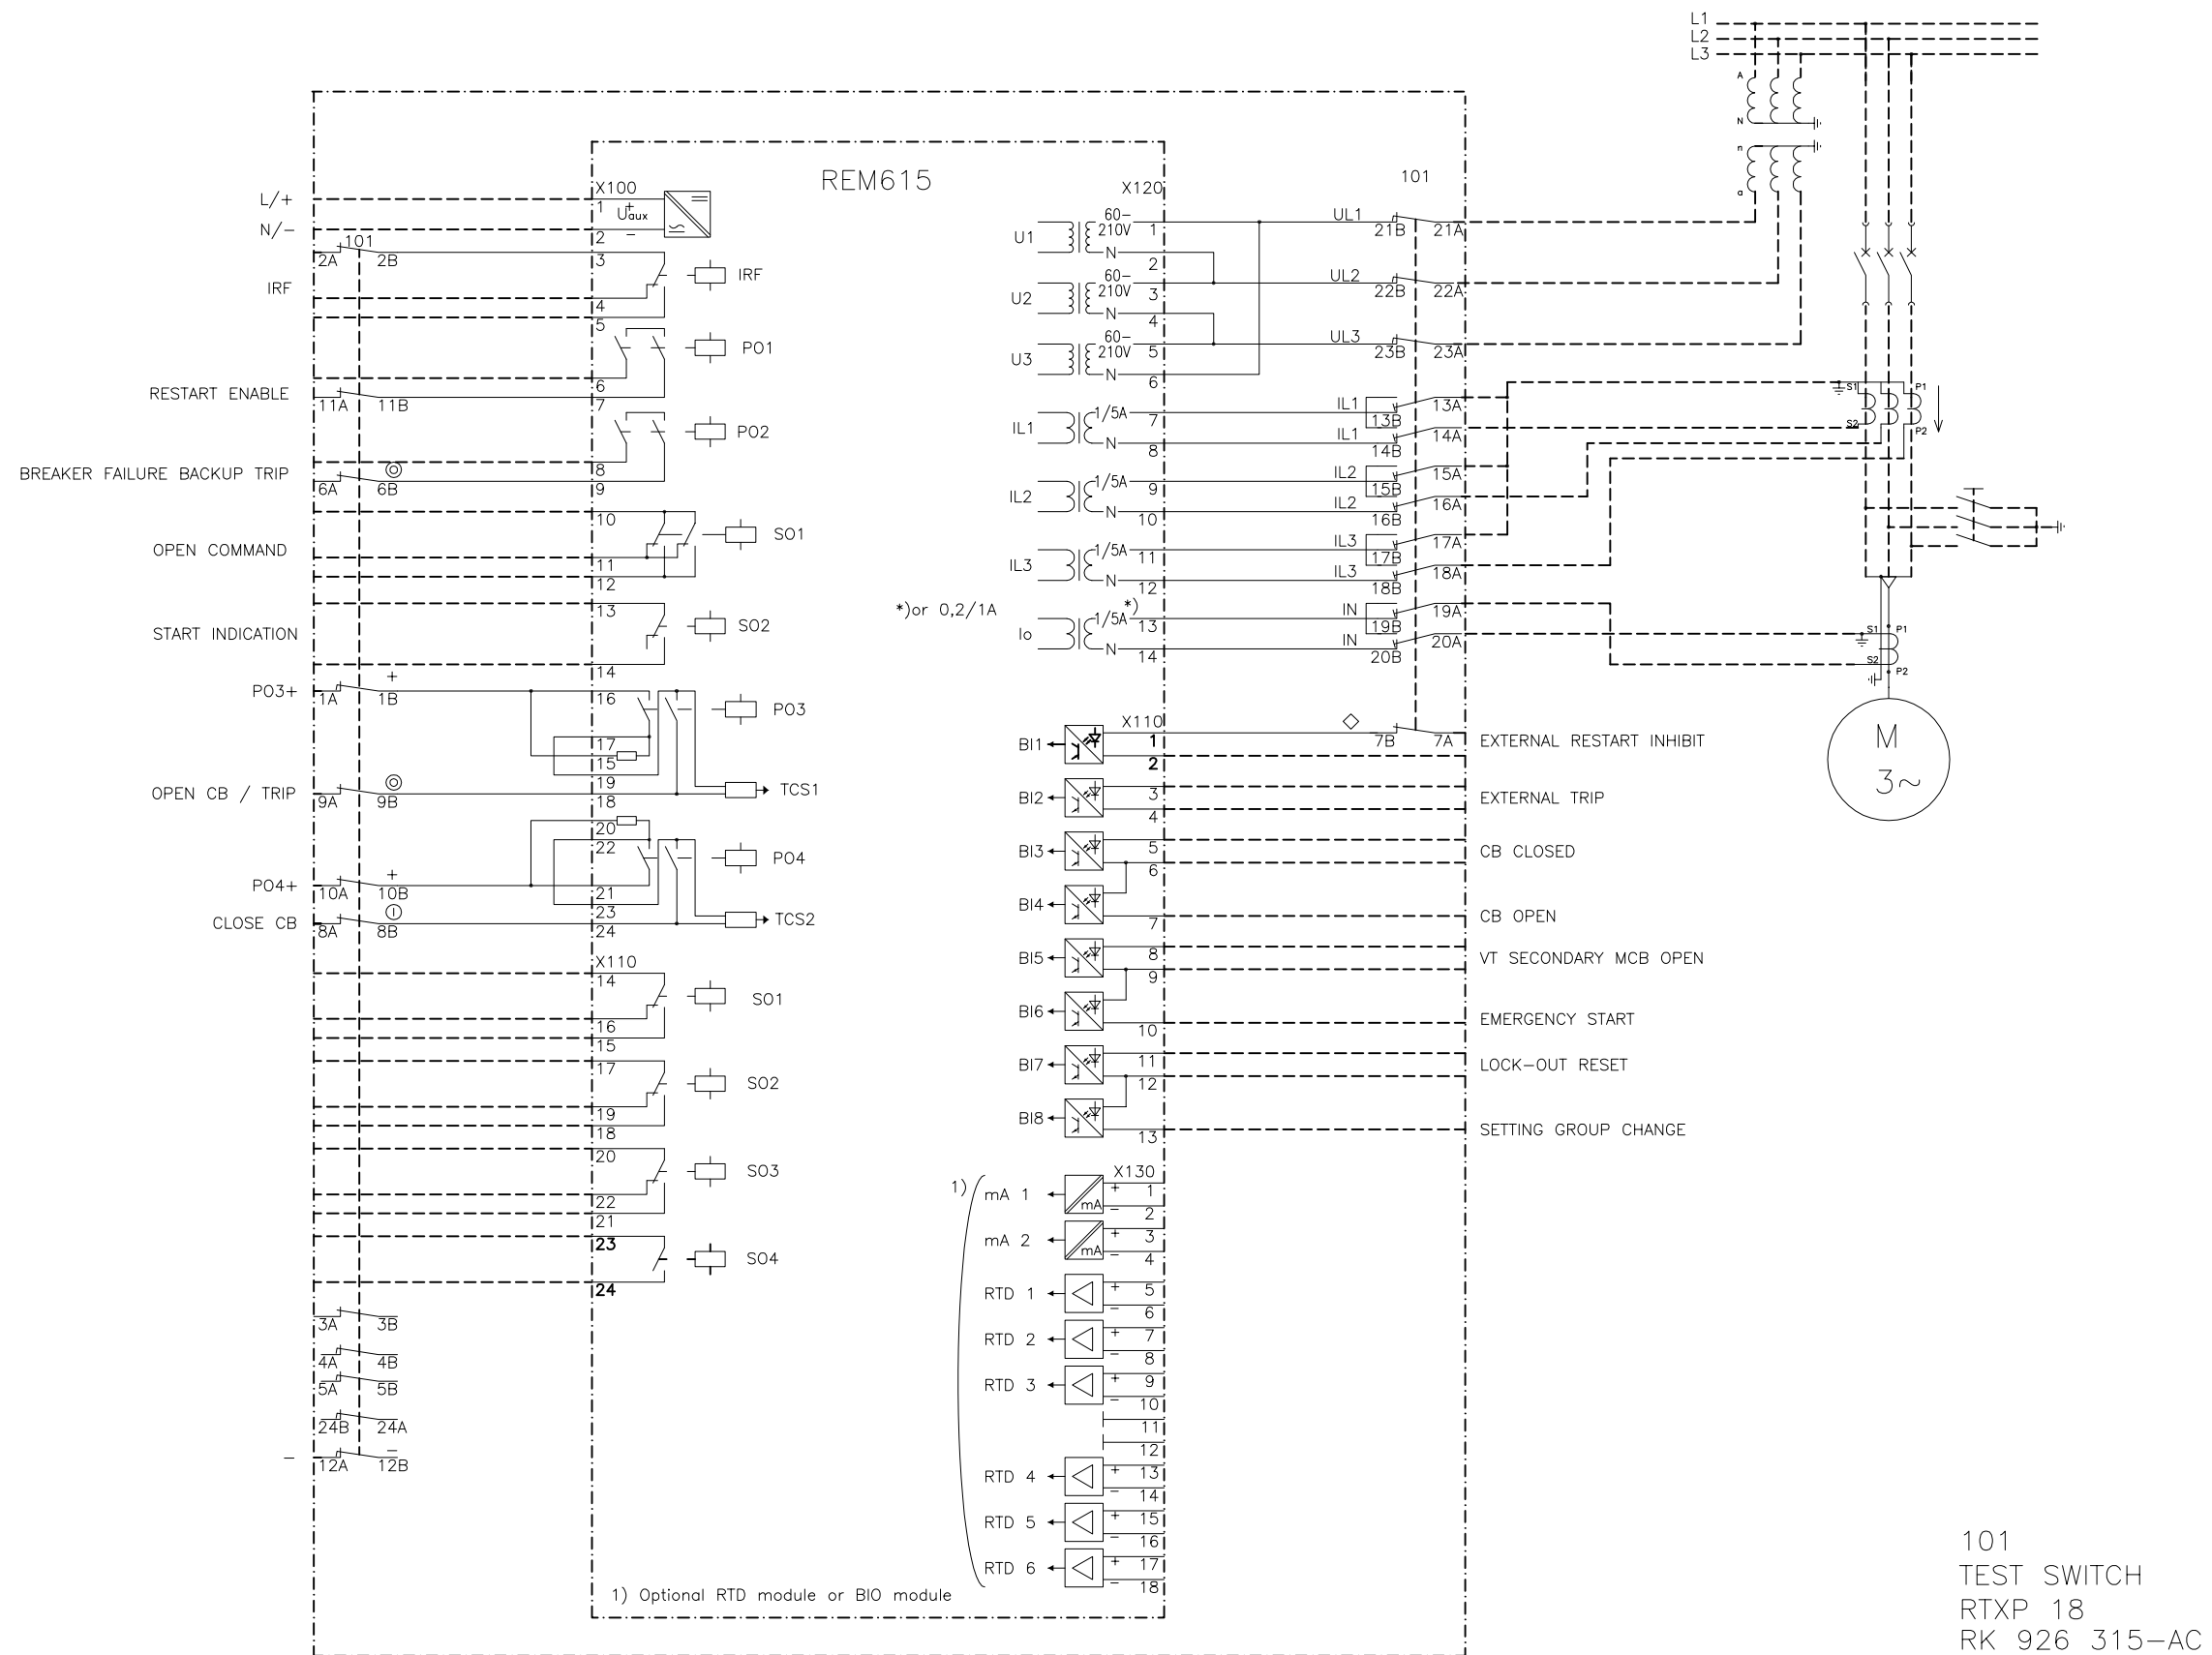 L1
L2
L3
A
N
n
a
REM615
101
L/+
N/−
IRF
RESTART ENABLE
BREAKER FAILURE BACKUP TRIP
OPEN COMMAND
START INDICATION
PO3+
OPEN CB / TRIP
PO4+
CLOSE CB
−
101
2A 2B
11A 11B
6A 6B
1A 1B
+
9A 9B
10A 10B
+
8A 8B
3A 3B
4A 4B
5A 5B
24B 24A
12A 12B
−
X100
1
Uaux
+
−
2
3
IRF
4
5
PO1
6
7
PO2
8
9
10
SO1
11
12
13
SO2
14
16
PO3
17
15
19
TCS1
18
20
22
PO4
21
23
TCS2
24
X110
14
SO1
16
15
17
SO2
19
18
20
SO3
22
21
23
SO4
24
1) Optional RTD module or BIO module
X120
U1 60−
210V 1
N 2
U2 60−
210V 3
N 4
U3 60−
210V 5
N 6
IL1 1/5A 7
N 8
IL2 1/5A 9
N 10
IL3 1/5A 11
N 12
*)or 0,2/1A
Io 1/5A *) 13
N 14
UL1 21B 21A
UL2 22B 22A
UL3 23B 23A
IL1 13B 13A
IL1 14B 14A
IL2 15B 15A
IL2 16B 16A
IL3 17B 17A
IL3 18B 18A
IN 19B 19A
IN 20B 20A
X110
BI1 1
2
7B 7A
EXTERNAL RESTART INHIBIT
BI2 3
4
EXTERNAL TRIP
BI3 5
6
CB CLOSED
BI4 7
CB OPEN
BI5 8
9
VT SECONDARY MCB OPEN
BI6 10
EMERGENCY START
BI7 11
12
LOCK−OUT RESET
BI8 13
SETTING GROUP CHANGE
X130
1)
mA 1 mA + 1
− 2
mA 2 mA + 3
− 4
RTD 1 + 5
− 6
RTD 2 + 7
− 8
RTD 3 + 9
− 10
11
12
RTD 4 + 13
− 14
RTD 5 + 15
− 16
RTD 6 + 17
− 18
S1 P1
S2 P2
S1 P1
S2 P2
M
3~
101
TEST SWITCH
RTXP 18
RK 926 315−AC